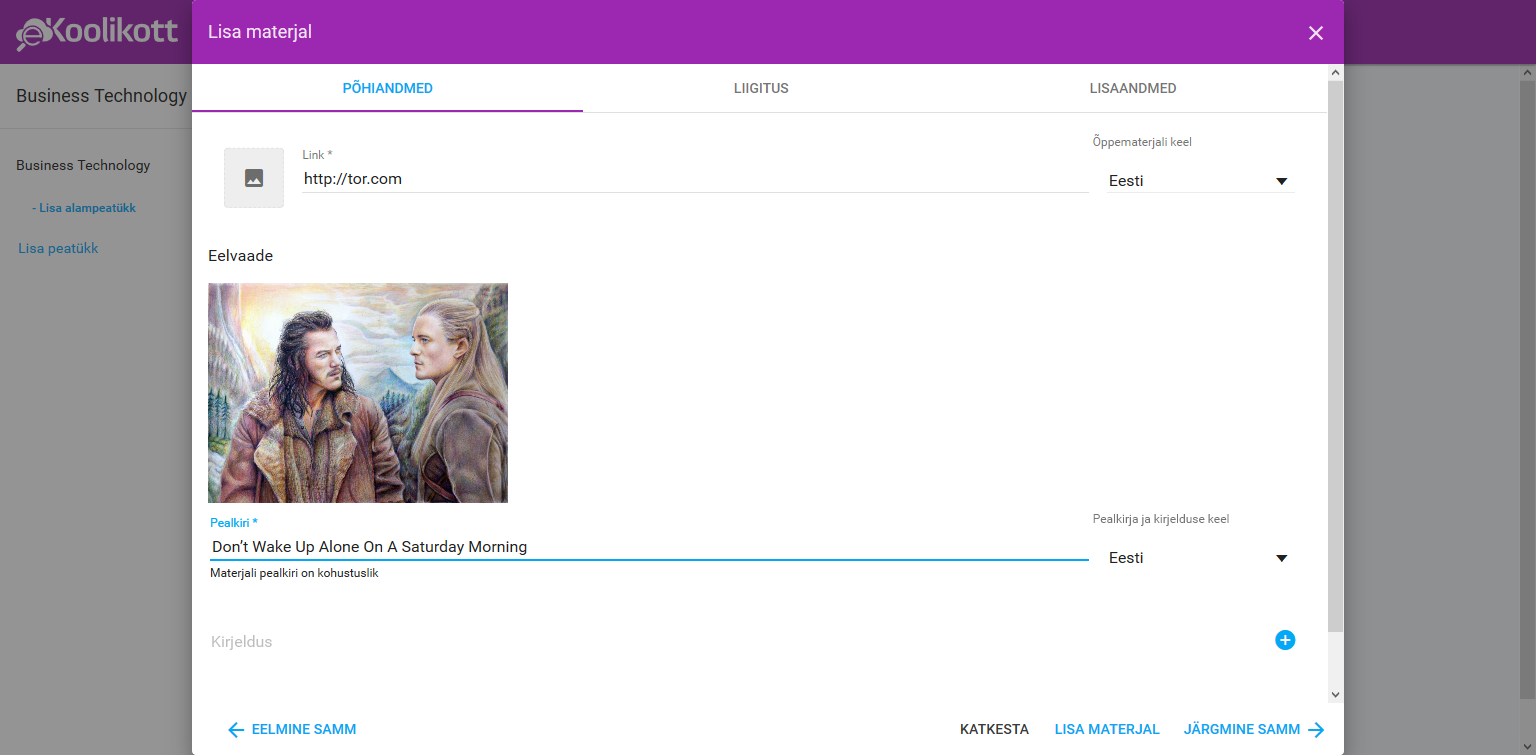 eKoolikott
Lisa materjal
Business Technology
PÕHIANDMED
LIIGITUS
LISAANDMED
Õppematerjali keel
Link *
Business Technology
http://tor.com
Eesti
- Lisa alampeatükk
Lisa peatükk
Eelvaade
Pealkiri *
Pealkirja ja kirjelduse keel
Don’t Wake Up Alone On A Saturday Morning
Eesti
Materjali pealkiri on kohustuslik
Kirjeldus
EELMINE SAMM
KATKESTA
LISA MATERJAL
JÄRGMINE SAMM